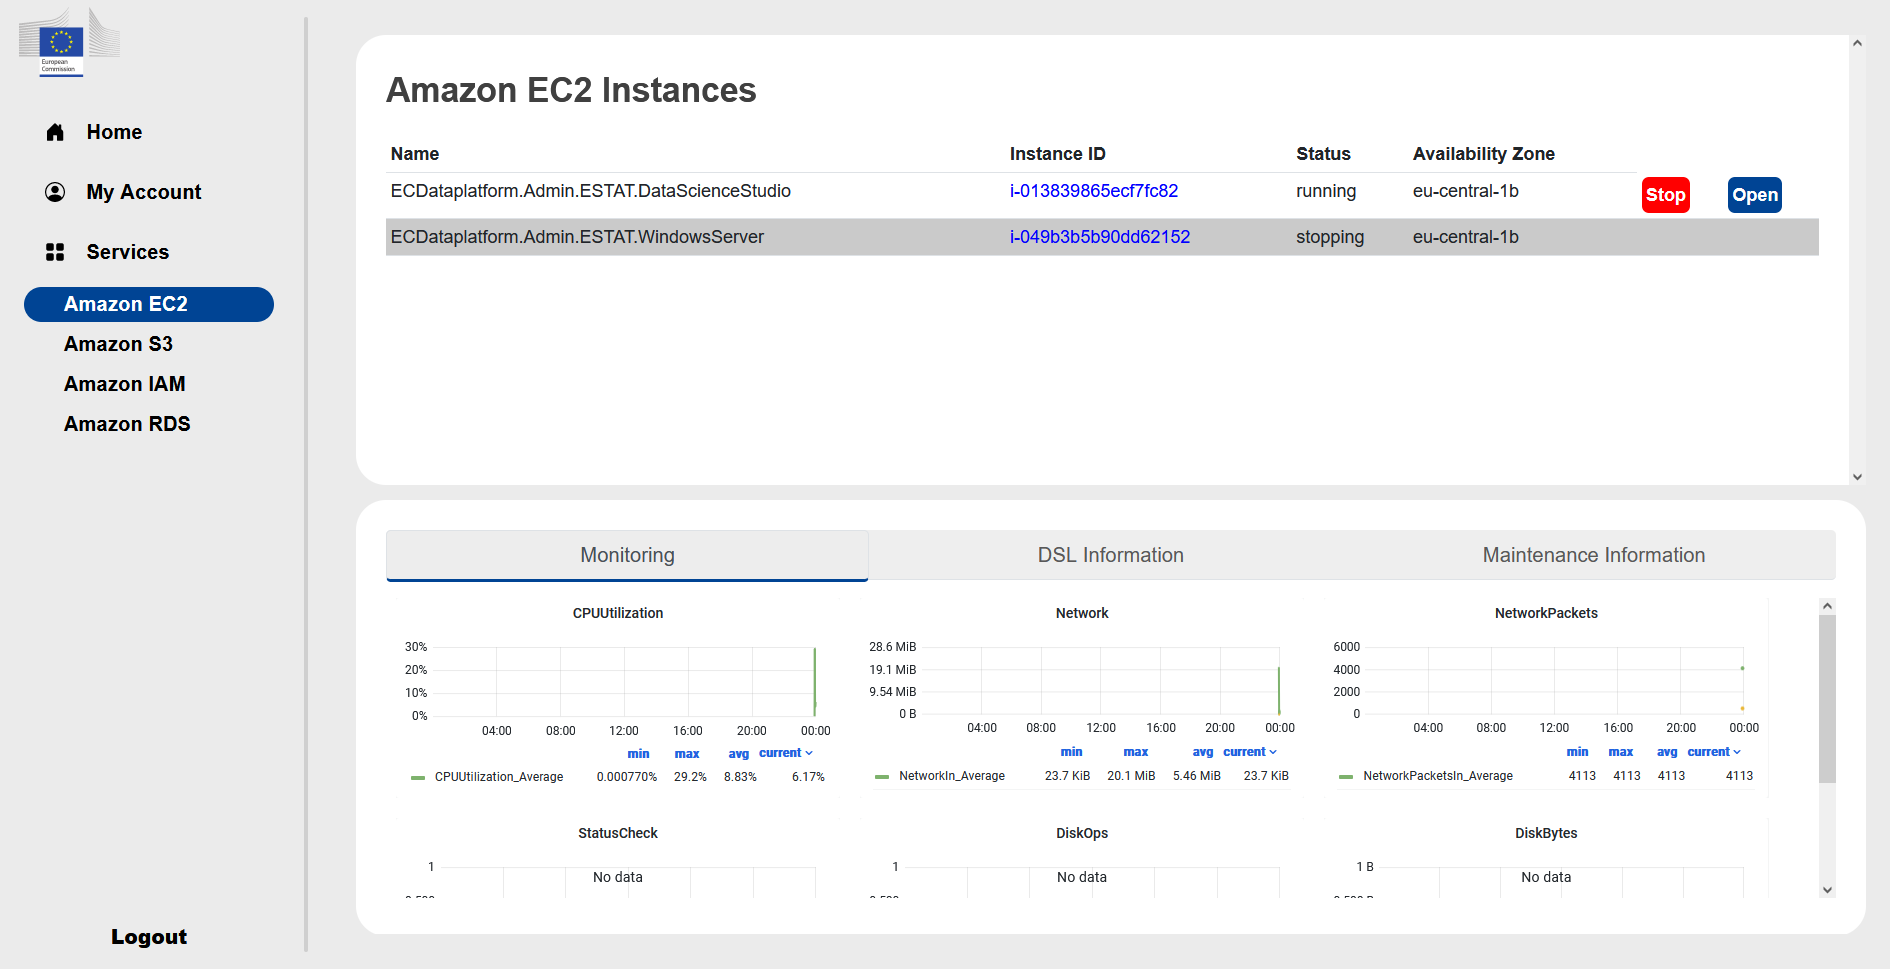 European
Commission
Home
My Account
Services
Amazon EC2
Amazon S3
Amazon IAM
Amazon RDS
Logout
Amazon EC2 Instances
Name Instance ID Status Availability Zone
ECDataplatform.Admin.ESTAT.DataScienceStudio i-013839865ecf7fc82 running eu-central-1b Stop Open
ECDataplatform.Admin.ESTAT.WindowsServer i-049b3b5b90dd62152 stopping eu-central-1b
Monitoring DSL Information Maintenance Information
CPUUtilization
30%
20%
10%
0%
04:00 08:00 12:00 16:00 20:00 00:00
min max avg current
CPUUtilization_Average 0.000770% 29.2% 8.83% 6.17%
Network
28.6 MiB
19.1 MiB
9.54 MiB
0 B
04:00 08:00 12:00 16:00 20:00 00:00
min max avg current
NetworkIn_Average 23.7 KiB 20.1 MiB 5.46 MiB 23.7 KiB
NetworkPackets
6000
4000
2000
0
04:00 08:00 12:00 16:00 20:00 00:00
min max avg current
NetworkPacketsIn_Average 4113 4113 4113 4113
StatusCheck
1
No data
DiskOps
1
No data
DiskBytes
1 B
No data